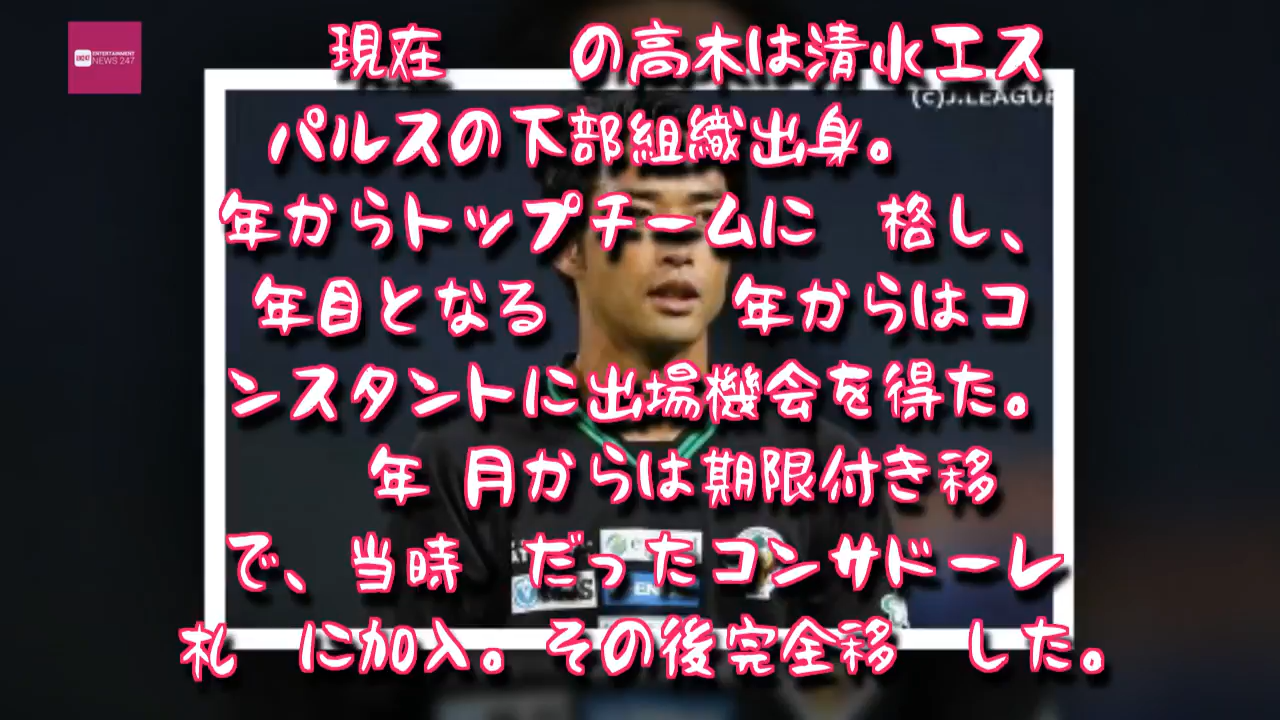 ENTERTAINMENT
NEWS 247
(c)J.LEAGUE
現在　　の高木は清水エス
パルスの下部組織出身。
年からトップチームに　格し、
年目となる　　　年からはコ
ンスタントに出場機会を得た。
年 月からは期限付き移
で、当時　だったコンサドーレ
札　に加入。その後完全移　した。